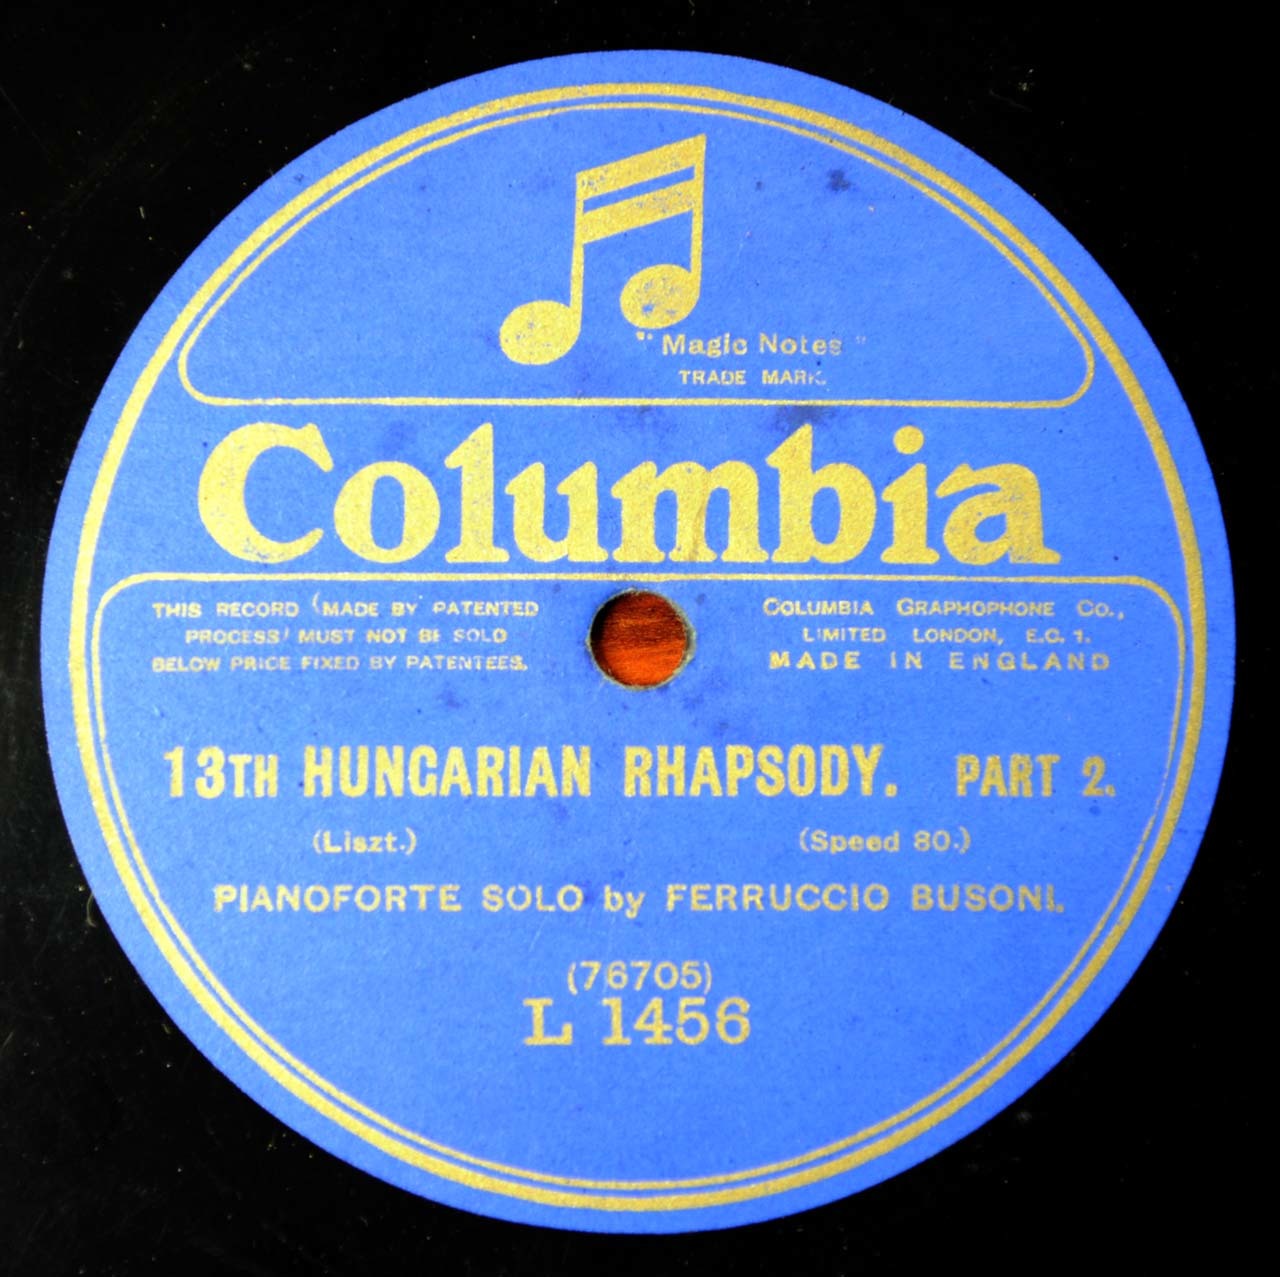 " Magic Notes "
TRADE MARK.
Columbia
THIS RECORD (MADE BY PATENTED
PROCESS) MUST NOT BE SOLD
BELOW PRICE FIXED BY PATENTEES.
COLUMBIA GRAPHOPHONE CO.,
LIMITED LONDON, E.C. 1.
MADE IN ENGLAND
13TH HUNGARIAN RHAPSODY. PART 2.
(Liszt.) (Speed 80.)
PIANOFORTE SOLO by FERRUCCIO BUSONI.
(76705)
L 1456